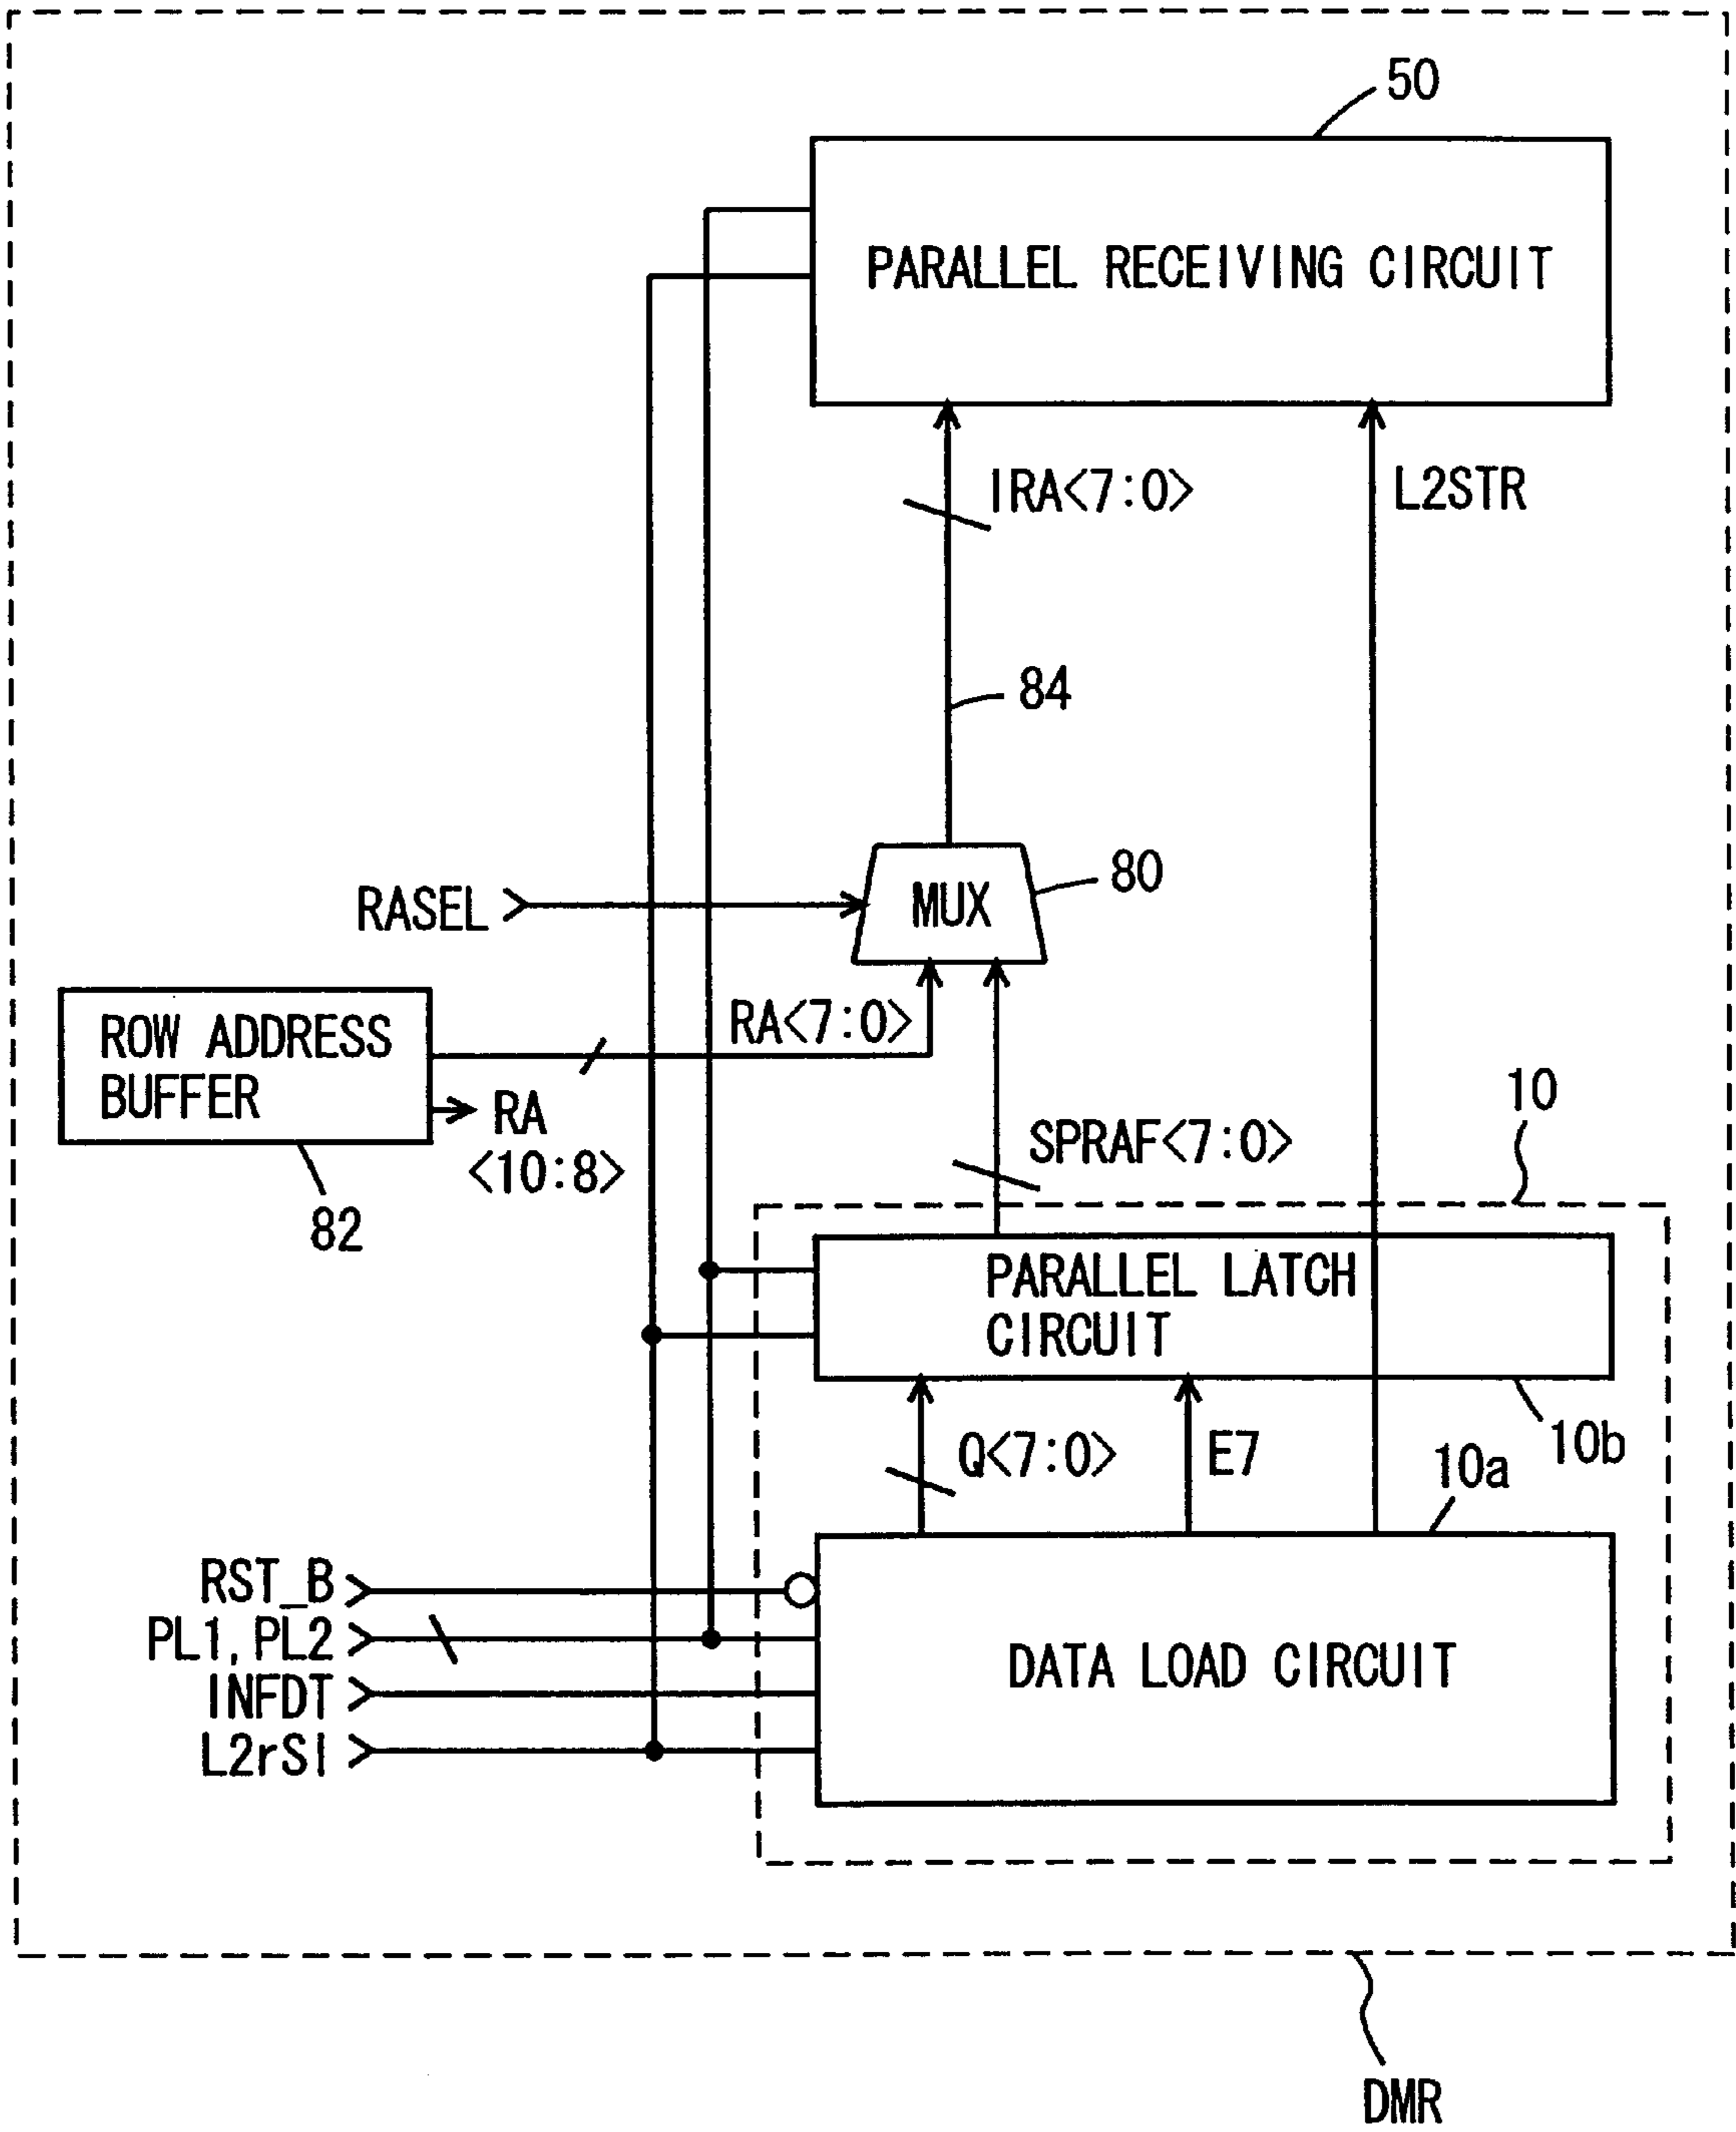 50
PARALLEL RECEIVING CIRCUIT
IRA<7:0>
L2STR
84
80
RASEL
MUX
ROW ADDRESS
BUFFER
RA<7:0>
RA
<10:8>
82
SPRAF<7:0>
10
PARALLEL LATCH
CIRCUIT
Q<7:0>
E7
10b
10a
RST_B
PL1, PL2
INFDT
L2rSI
DATA LOAD CIRCUIT
DMR